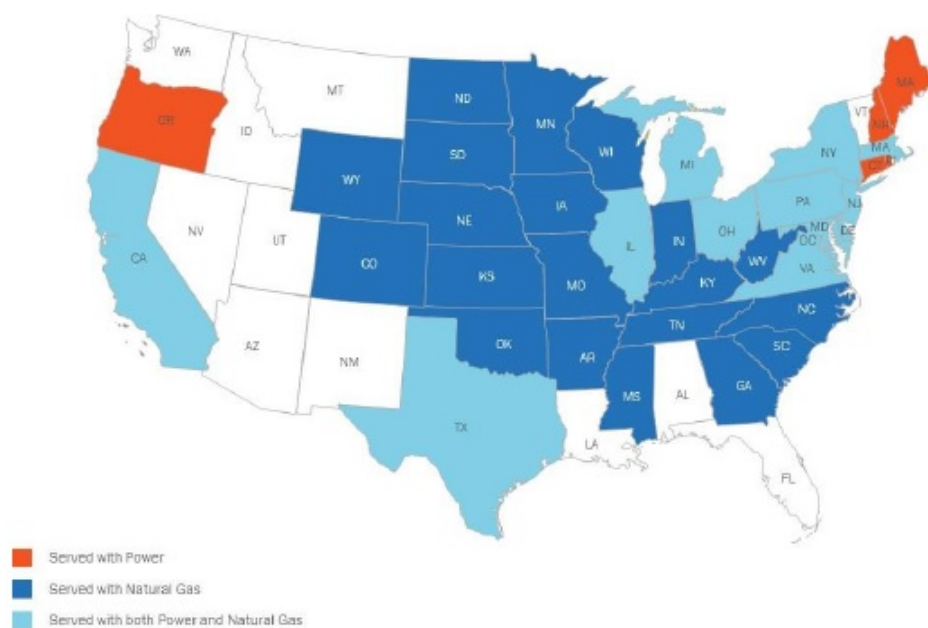 WA
MT
ND
MN
OR
ID
SD
WI
MI
NY
VT
MA
NH
MA
CT
RI
WY
NE
IA
IL
IN
OH
PA
NJ
MD
DE
DC
NV
UT
CO
KS
MO
KY
WV
VA
CA
AZ
NM
OK
AR
TN
NC
SC
TX
LA
MS
AL
GA
FL
Served with Power
Served with Natural Gas
Served with both Power and Natural Gas